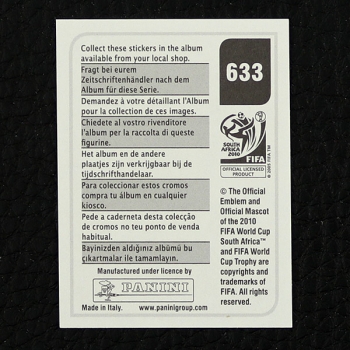 Collect these stickers in the album
available from your local shop.
Fragt bei eurem
Zeitschriftenhändler nach dem
Album für diese Serie.
Demandez à votre détaillant l'Album
pour la collection de ces images.
Chiedete al vostro rivenditore
l'album per la raccolta di queste
figurine.
Het album en de andere
plaatjes zijn verkrijgbaar bij de
tijdschrifthandelaar.
Para coleccionar estos cromos
compra tu álbum en cualquier
kiosco.
Pede a caderneta desta colecção
de cromos no teu ponto de venda
habitual.
Bayinizden aldığınız albümü bu
çıkartmalar ile tamamlayın.
Manufactured under licence by
PANINI
Made in Italy. www.paninigroup.com
633
SOUTH
AFRICA
2010
FIFA
OFFICIAL LICENSED
PRODUCT
© 2005 FIFA TM
© The Official
Emblem and
Official Mascot
of the 2010
FIFA World Cup
South Africa™
and FIFA World
Cup Trophy are
copyrights and
trademarks of
FIFA. All rights
reserved.